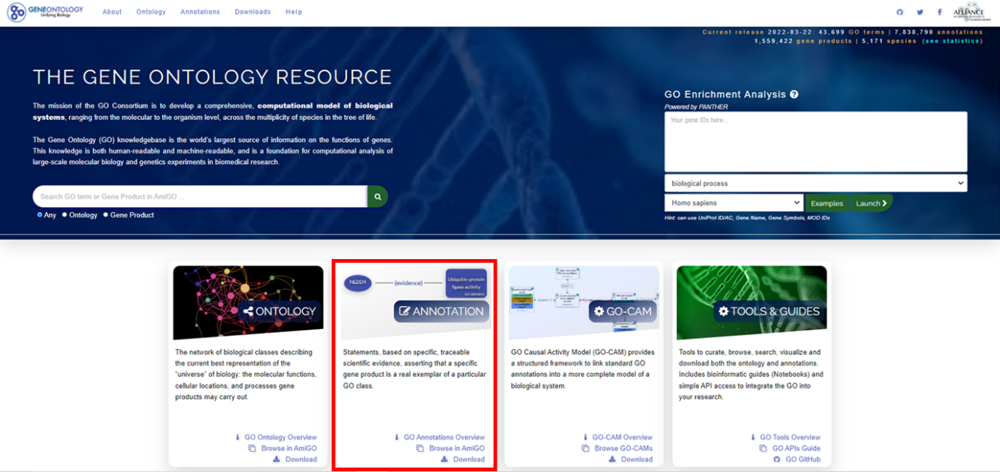 GENEONTOLOGY
Unifying Biology
About Ontology Annotations Downloads Help
ALLIANCE
Current release 2022-03-22: 43,699 GO terms | 7,838,790 annotations
1,559,422 gene products | 5,171 species (see statistics)
THE GENE ONTOLOGY RESOURCE
The mission of the GO Consortium is to develop a comprehensive, computational model of biological
systems, ranging from the molecular to the organism level, across the multiplicity of species in the tree of life.
The Gene Ontology (GO) knowledgebase is the world's largest source of information on the functions of genes.
This knowledge is both human-readable and machine-readable, and is a foundation for computational analysis of
large-scale molecular biology and genetics experiments in biomedical research.
Search GO term or Gene Product in AmiGO ...
Any Ontology Gene Product
GO Enrichment Analysis ?
Powered by PANTHER
Your gene IDs here...
biological process
Homo sapiens
Examples
Launch
Hint: can use UniProt ID/AC, Gene Name, Gene Symbols, MOD IDs
ONTOLOGY
The network of biological classes describing
the current best representation of the
"universe" of biology: the molecular functions,
cellular locations, and processes gene
products may carry out.
GO Ontology Overview
Browse in AmiGO
Download
NEDD4
(evidence)
Ubiquitin-protein
ligase activity
ANNOTATION
Statements, based on specific, traceable
scientific evidence, asserting that a specific
gene product is a real exemplar of a particular
GO class.
GO Annotations Overview
Browse in AmiGO
Download
GO-CAM
GO Causal Activity Model (GO-CAM) provides
a structured framework to link standard GO
annotations into a more complete model of a
biological system.
GO-CAM Overview
Browse GO-CAMs
Download
TOOLS & GUIDES
Tools to curate, browse, search, visualize and
download both the ontology and annotations.
Includes bioinformatic guides (Notebooks) and
simple API access to integrate the GO into
your research.
GO Tools Overview
GO APIs Guide
GO GitHub